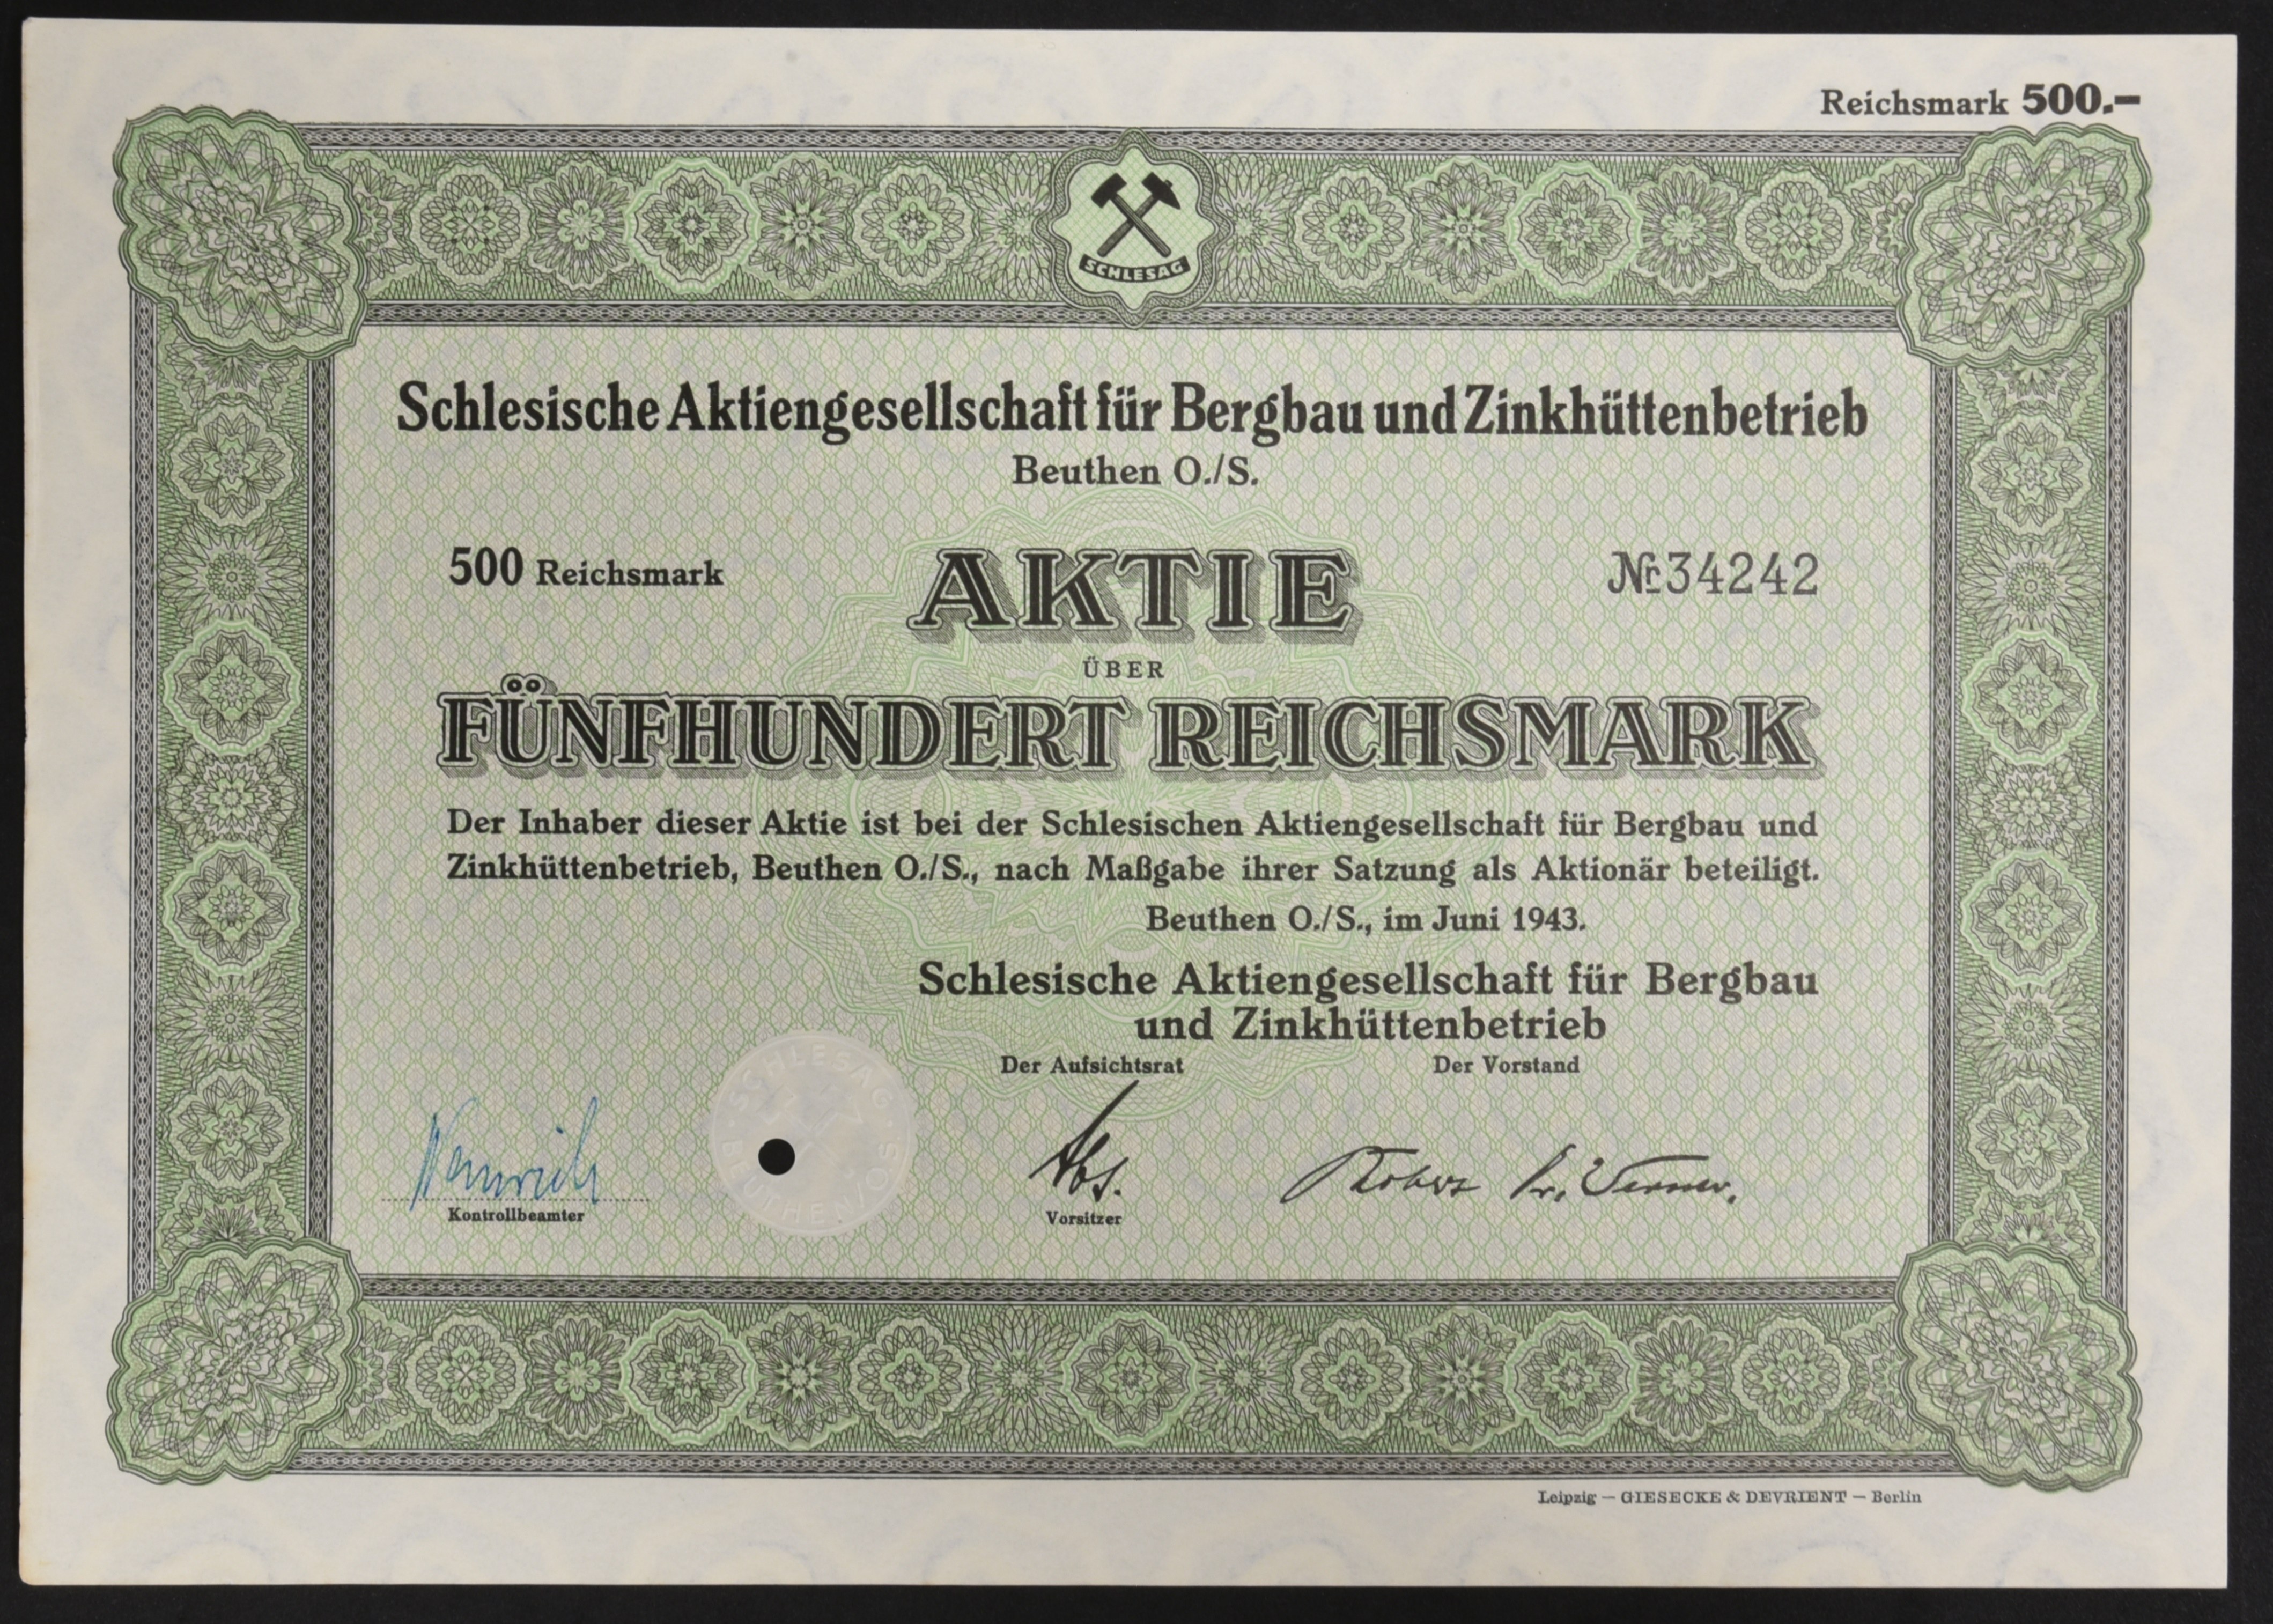 Reichsmark 500.–
SCHLESAG
Schlesische Aktiengesellschaft für Bergbau und Zinkhüttenbetrieb
Beuthen O./S.
500 Reichsmark
AKTIE
Nr. 34242
ÜBER
FÜNFHUNDERT REICHSMARK
Der Inhaber dieser Aktie ist bei der Schlesischen Aktiengesellschaft für Bergbau und
Zinkhüttenbetrieb, Beuthen O./S., nach Maßgabe ihrer Satzung als Aktionär beteiligt.
Beuthen O./S., im Juni 1943.
Schlesische Aktiengesellschaft für Bergbau
und Zinkhüttenbetrieb
Der Aufsichtsrat
Der Vorstand
SCHLESAG
Abs.
Kontrollbeamter
Vorsitzer
Leipzig — GIESECKE & DEVRIENT — Berlin